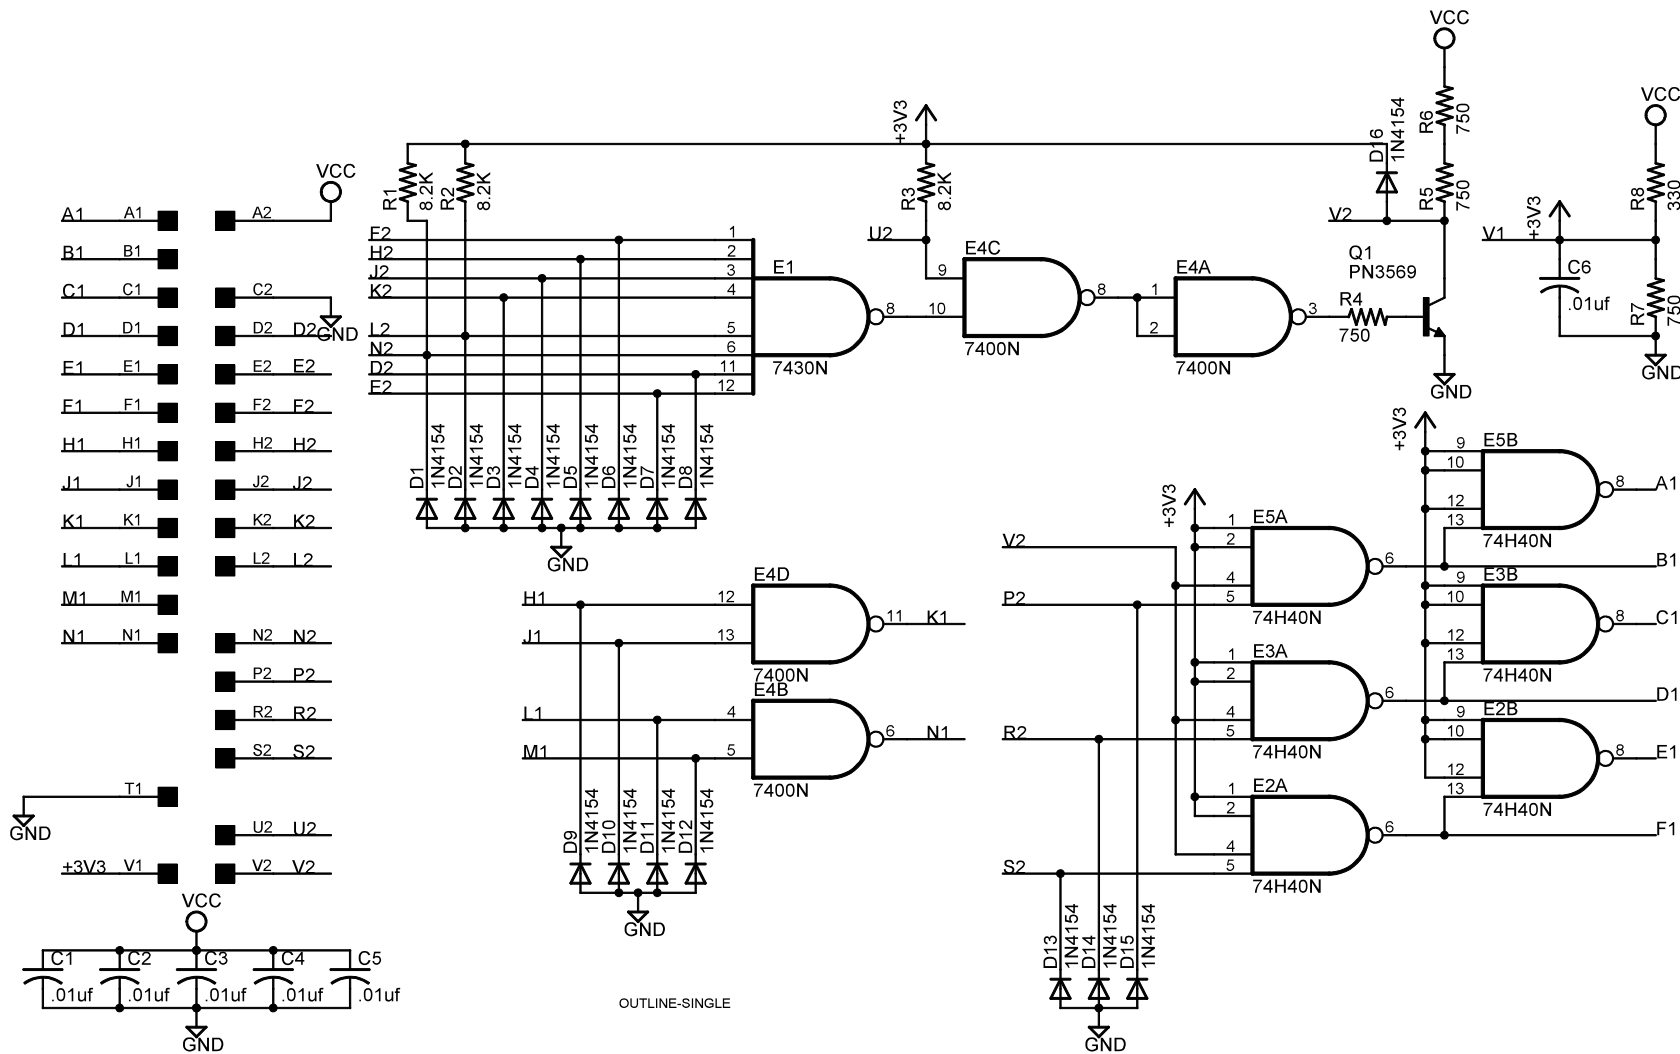 VCC
A1 A1 A2
B1 B1
C1 C1 C2
GND
D1 D1 D2 D2
E1 E1 E2 E2
F1 F1 F2 F2
H1 H1 H2 H2
J1 J1 J2 J2
K1 K1 K2 K2
L1 L1 L2 L2
M1 M1
N1 N1 N2 N2
P2 P2
R2 R2
S2 S2
T1
GND
U2 U2
+3V3 V1 V2 V2
VCC
C1 C2 C3 C4 C5
.01uf .01uf .01uf .01uf .01uf
GND
R1 8.2K
R2 8.2K
+3V3
R3 8.2K
F2 1
H2 2
J2 3
K2 4
L2 5
N2 6
D2 11
E2 12
E1
8
7430N
D1 1N4154
D2 1N4154
D3 1N4154
D4 1N4154
D5 1N4154
D6 1N4154
D7 1N4154
D8 1N4154
GND
U2
E4C
9
10
8
7400N
E4A
1
2
3
7400N
R4
750
Q1
PN3569
GND
V2
D16 1N4154
VCC
R6 750
R5 750
VCC
R8 330
V1
+3V3
C6
.01uf
R7 750
GND
H1 12
J1 13
E4D
11 K1
7400N
L1 4
M1 5
E4B
6 N1
7400N
D9 1N4154
D10 1N4154
D11 1N4154
D12 1N4154
GND
OUTLINE-SINGLE
V2
P2
R2
S2
+3V3
E5A
1
2
4
5
6
74H40N
B1
E3A
1
2
4
5
6
74H40N
D1
E2A
1
2
4
5
6
74H40N
F1
D13 1N4154
D14 1N4154
D15 1N4154
GND
+3V3
E5B
9
10
12
13
8
74H40N
A1
E3B
9
10
12
13
8
74H40N
C1
E2B
9
10
12
13
8
74H40N
E1